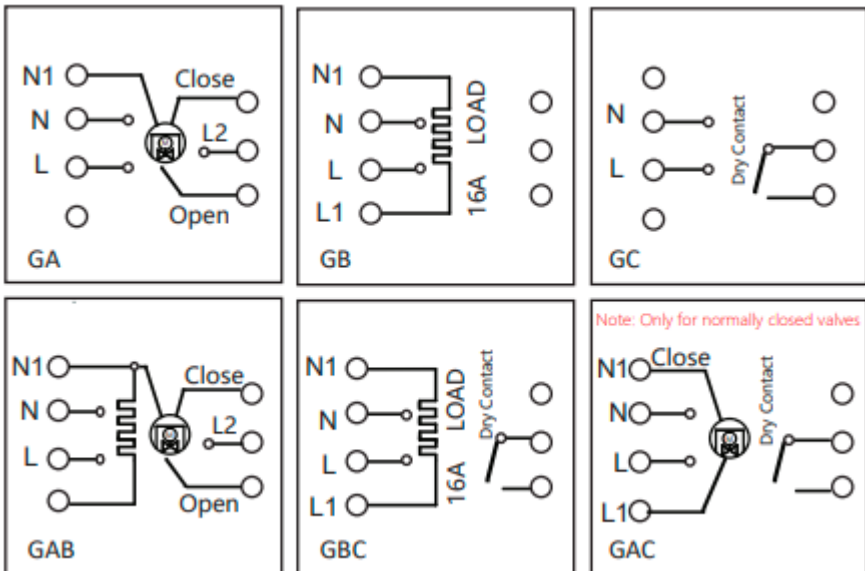 N1
Close
N
L2
L
Open
GA
N1
N
LOAD
L
16A
L1
GB
N
Dry Contact
L
GC
N1
Close
N
L2
L
Open
GAB
N1
LOAD
Dry Contact
N
L
16A
L1
GBC
Note: Only for normally closed valves
N1
Close
N
Dry Contact
L
L1
GAC